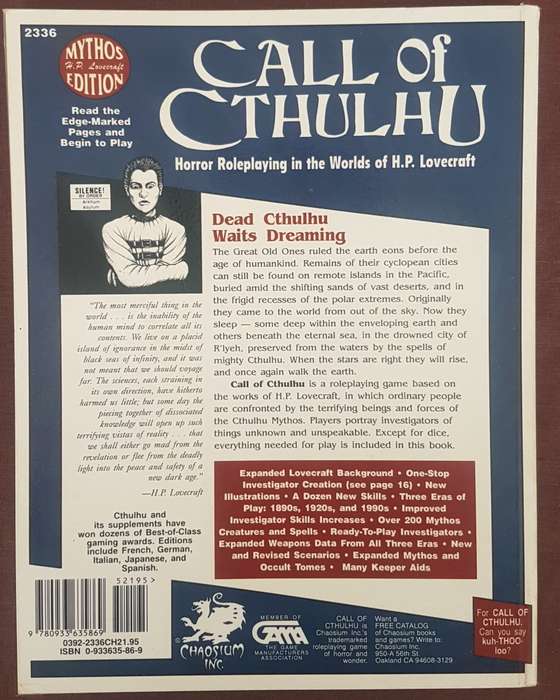 2336
MYTHOS
H.P. Lovecraft
EDITION
Read the
Edge-Marked
Pages and
Begin to Play
CALL OF
CTHULHU
Horror Roleplaying in the Worlds of H.P. Lovecraft
SILENCE!
BY ORDER
Arkham
Asylum
Dead Cthulhu
Waits Dreaming
The Great Old Ones ruled the earth eons before the
age of humankind. Remains of their cyclopean cities
can still be found on remote islands in the Pacific,
buried amid the shifting sands of vast deserts, and in
the frigid recesses of the polar extremes. Originally
they came to the world from out of the sky. Now they
sleep — some deep within the enveloping earth and
others beneath the eternal sea, in the drowned city of
R'lyeh, preserved from the waters by the spells of
mighty Cthulhu. When the stars are right they will rise,
and once again walk the earth.
Call of Cthulhu is a roleplaying game based on
the works of H.P. Lovecraft, in which ordinary people
are confronted by the terrifying beings and forces of
the Cthulhu Mythos. Players portray investigators of
things unknown and unspeakable. Except for dice,
everything needed for play is included in this book.
"The most merciful thing in the
world . . . is the inability of the
human mind to correlate all its
contents. We live on a placid
island of ignorance in the midst of
black seas of infinity, and it was
not meant that we should voyage
far. The sciences, each straining in
its own direction, have hitherto
harmed us little; but some day the
piecing together of dissociated
knowledge will open up such
terrifying vistas of reality . . . that
we shall either go mad from the
revelation or flee from the deadly
light into the peace and safety of a
new dark age."
—H.P. Lovecraft
Cthulhu and
its supplements have
won dozens of Best-of-Class
gaming awards. Editions
include French, German,
Italian, Japanese, and
Spanish.
Expanded Lovecraft Background • One-Stop
Investigator Creation (see page 16) • New
Illustrations • A Dozen New Skills • Three Eras of
Play: 1890s, 1920s, and 1990s • Improved
Investigator Skills Increases • Over 200 Mythos
Creatures and Spells • Ready-To-Play Investigators •
Expanded Weapons Data From All Three Eras • New
and Revised Scenarios • Expanded Mythos and
Occult Tomes • Many Keeper Aids
52195>
9 780933 635869
0392-2336CH21.95
ISBN 0-933635-86-9
CHAOSIUM
INC.
MEMBER OF
GAMA
THE GAME
MANUFACTURERS
ASSOCIATION
CALL OF
CTHULHU is
Chaosium Inc.'s
trademarked
roleplaying game
of horror and
wonder.
Want a
FREE CATALOG
of Chaosium books
and games? Write to:
Chaosium Inc.
950-A 56th St.
Oakland CA 94608-3129
For CALL OF
CTHULHU.
Can you say
kuh-THOO-
loo?